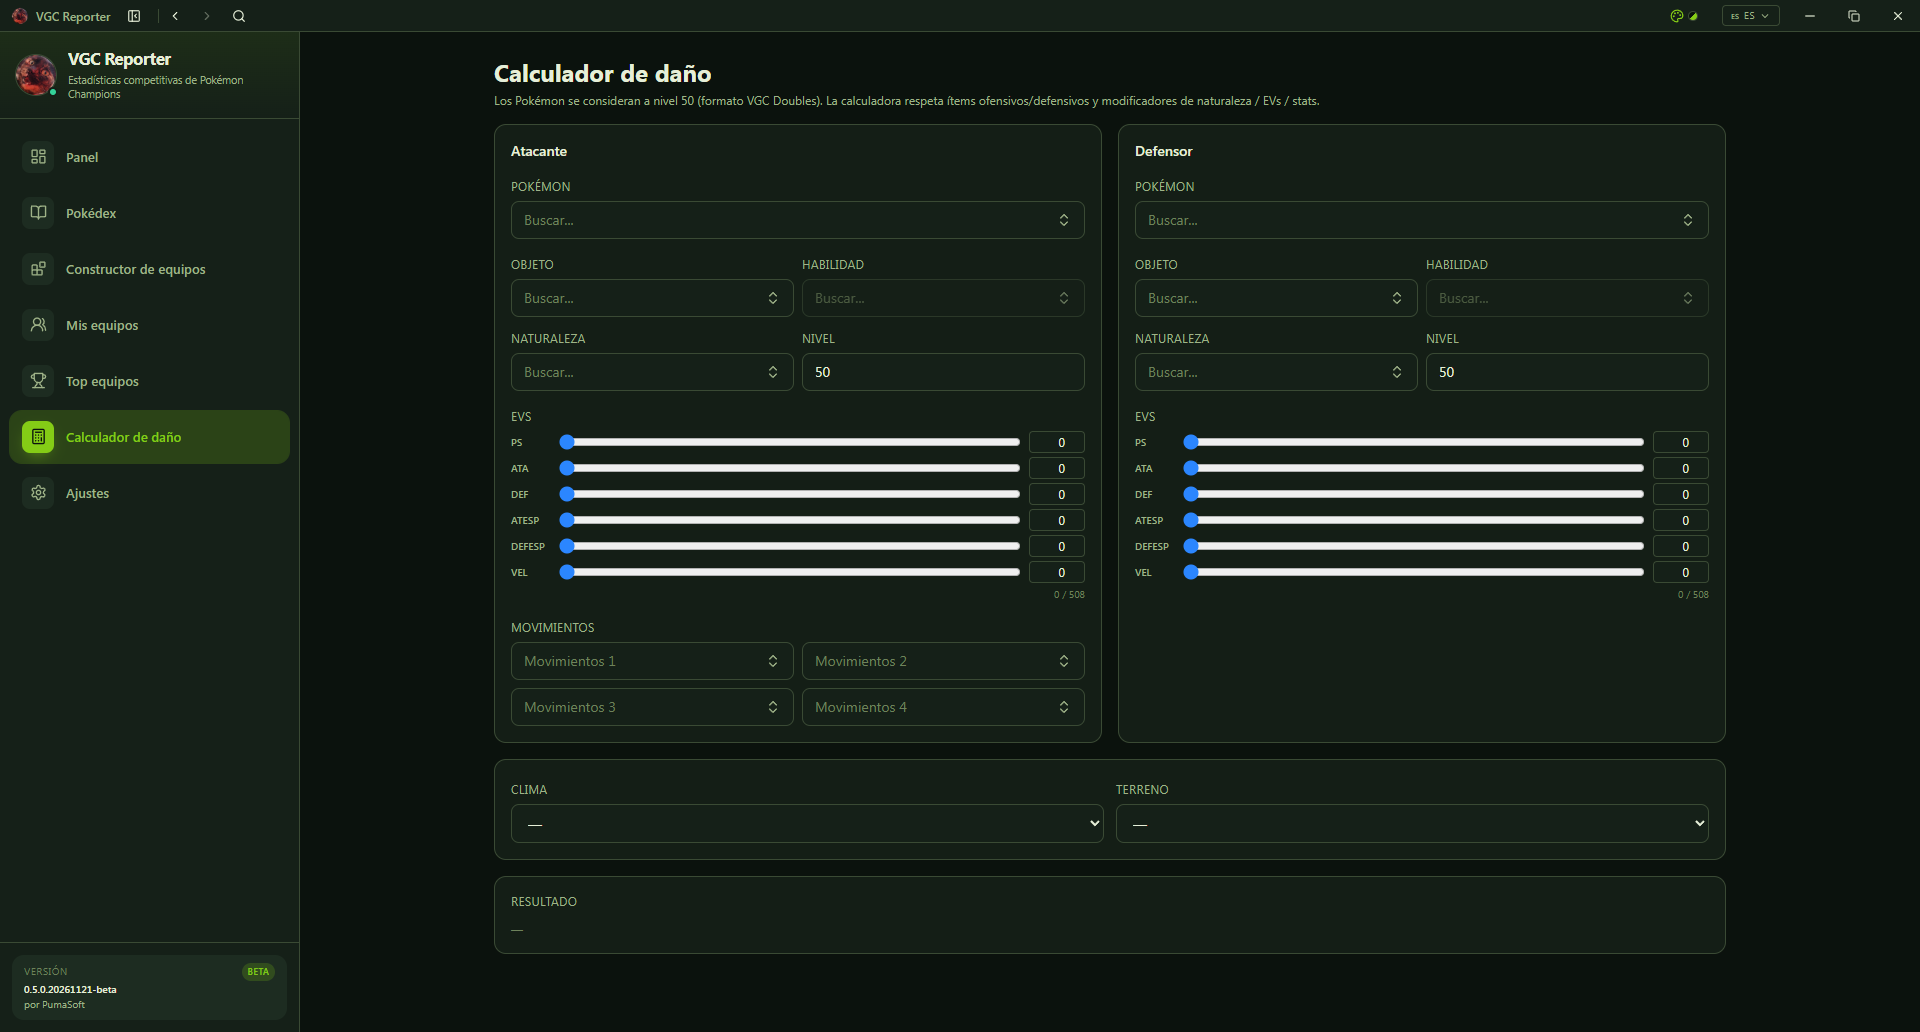 VGC Reporter
ES ES
VGC Reporter
Estadísticas competitivas de Pokémon
Champions
Panel
Pokédex
Constructor de equipos
Mis equipos
Top equipos
Calculador de daño
Ajustes
VERSIÓN
BETA
0.5.0.20261121-beta
por PumaSoft
Calculador de daño
Los Pokémon se consideran a nivel 50 (formato VGC Doubles). La calculadora respeta ítems ofensivos/defensivos y modificadores de naturaleza / EVs / stats.
Atacante
POKÉMON
Buscar...
OBJETO
HABILIDAD
Buscar...
Buscar...
NATURALEZA
NIVEL
Buscar...
50
EVS
PS 0
ATA 0
DEF 0
ATESP 0
DEFESP 0
VEL 0
0 / 508
MOVIMIENTOS
Movimientos 1
Movimientos 2
Movimientos 3
Movimientos 4
Defensor
POKÉMON
Buscar...
OBJETO
HABILIDAD
Buscar...
Buscar...
NATURALEZA
NIVEL
Buscar...
50
EVS
PS 0
ATA 0
DEF 0
ATESP 0
DEFESP 0
VEL 0
0 / 508
CLIMA
—
TERRENO
—
RESULTADO
—